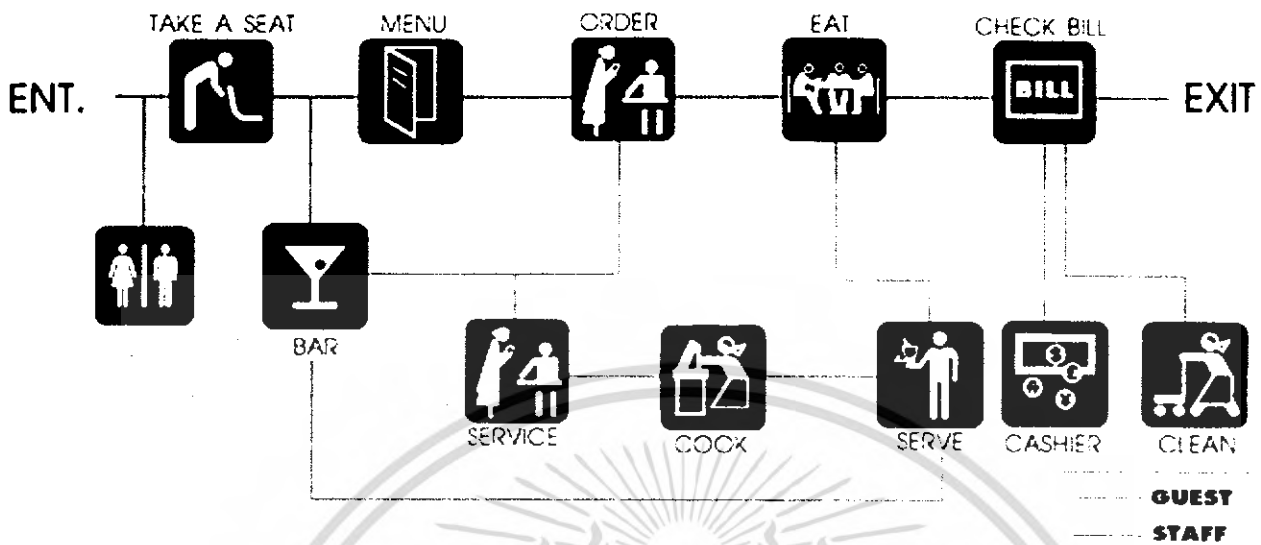 TAKE A SEAT
MENU
ORDER
EAT
CHECK BILL
ENT.
BILL
EXIT
BAR
SERVICE
COOK
SERVE
CASHIER
CLEAN
GUEST
STAFF